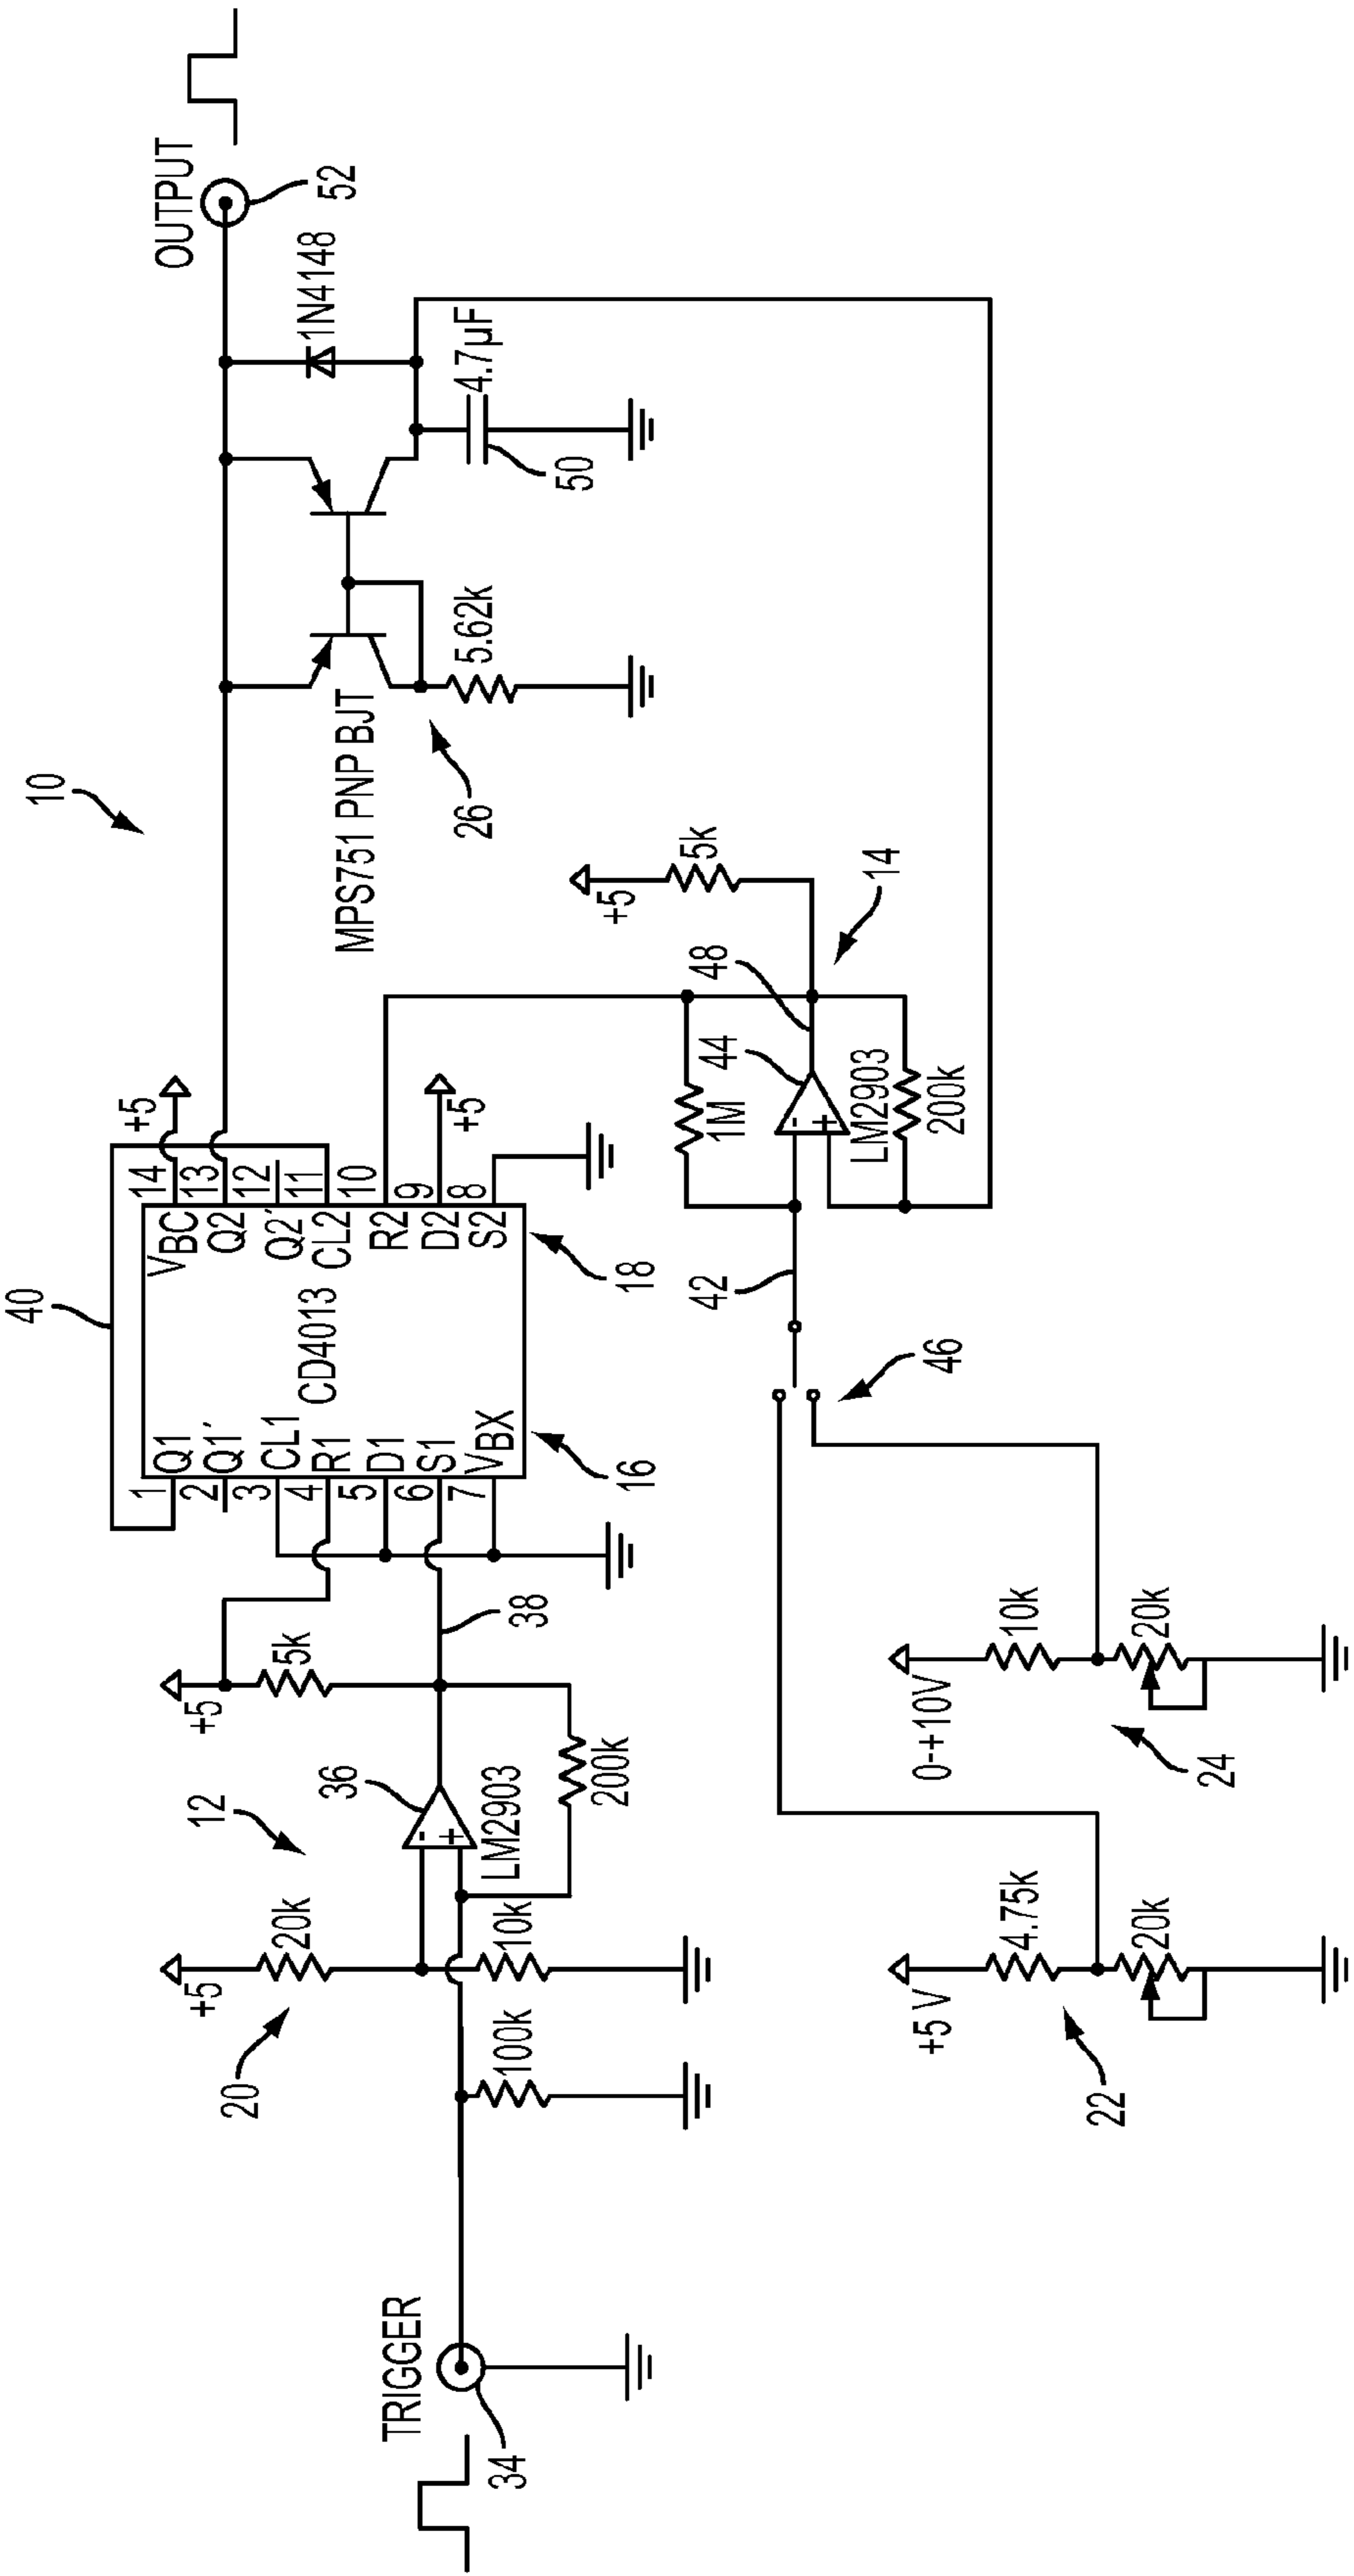 10
40
+5
OUTPUT
52
1N4148
4.7µF
50
5.62k
MPS751 PNP BJT
26
1 Q1
2 Q1'
3 CL1
4 R1
5 D1
6 S1
7 VBX
CD4013
VBC 14
Q2 13
Q2' 12
CL2 11
R2 10
D2 9
S2 8
+5
16
18
12
+5
20k
20
10k
100k
TRIGGER
34
36
LM2903
200k
+5
5k
38
+5
5k
14
48
44
1M
LM2903
200k
42
46
+5 V
4.75k
20k
22
0-+10V
10k
20k
24